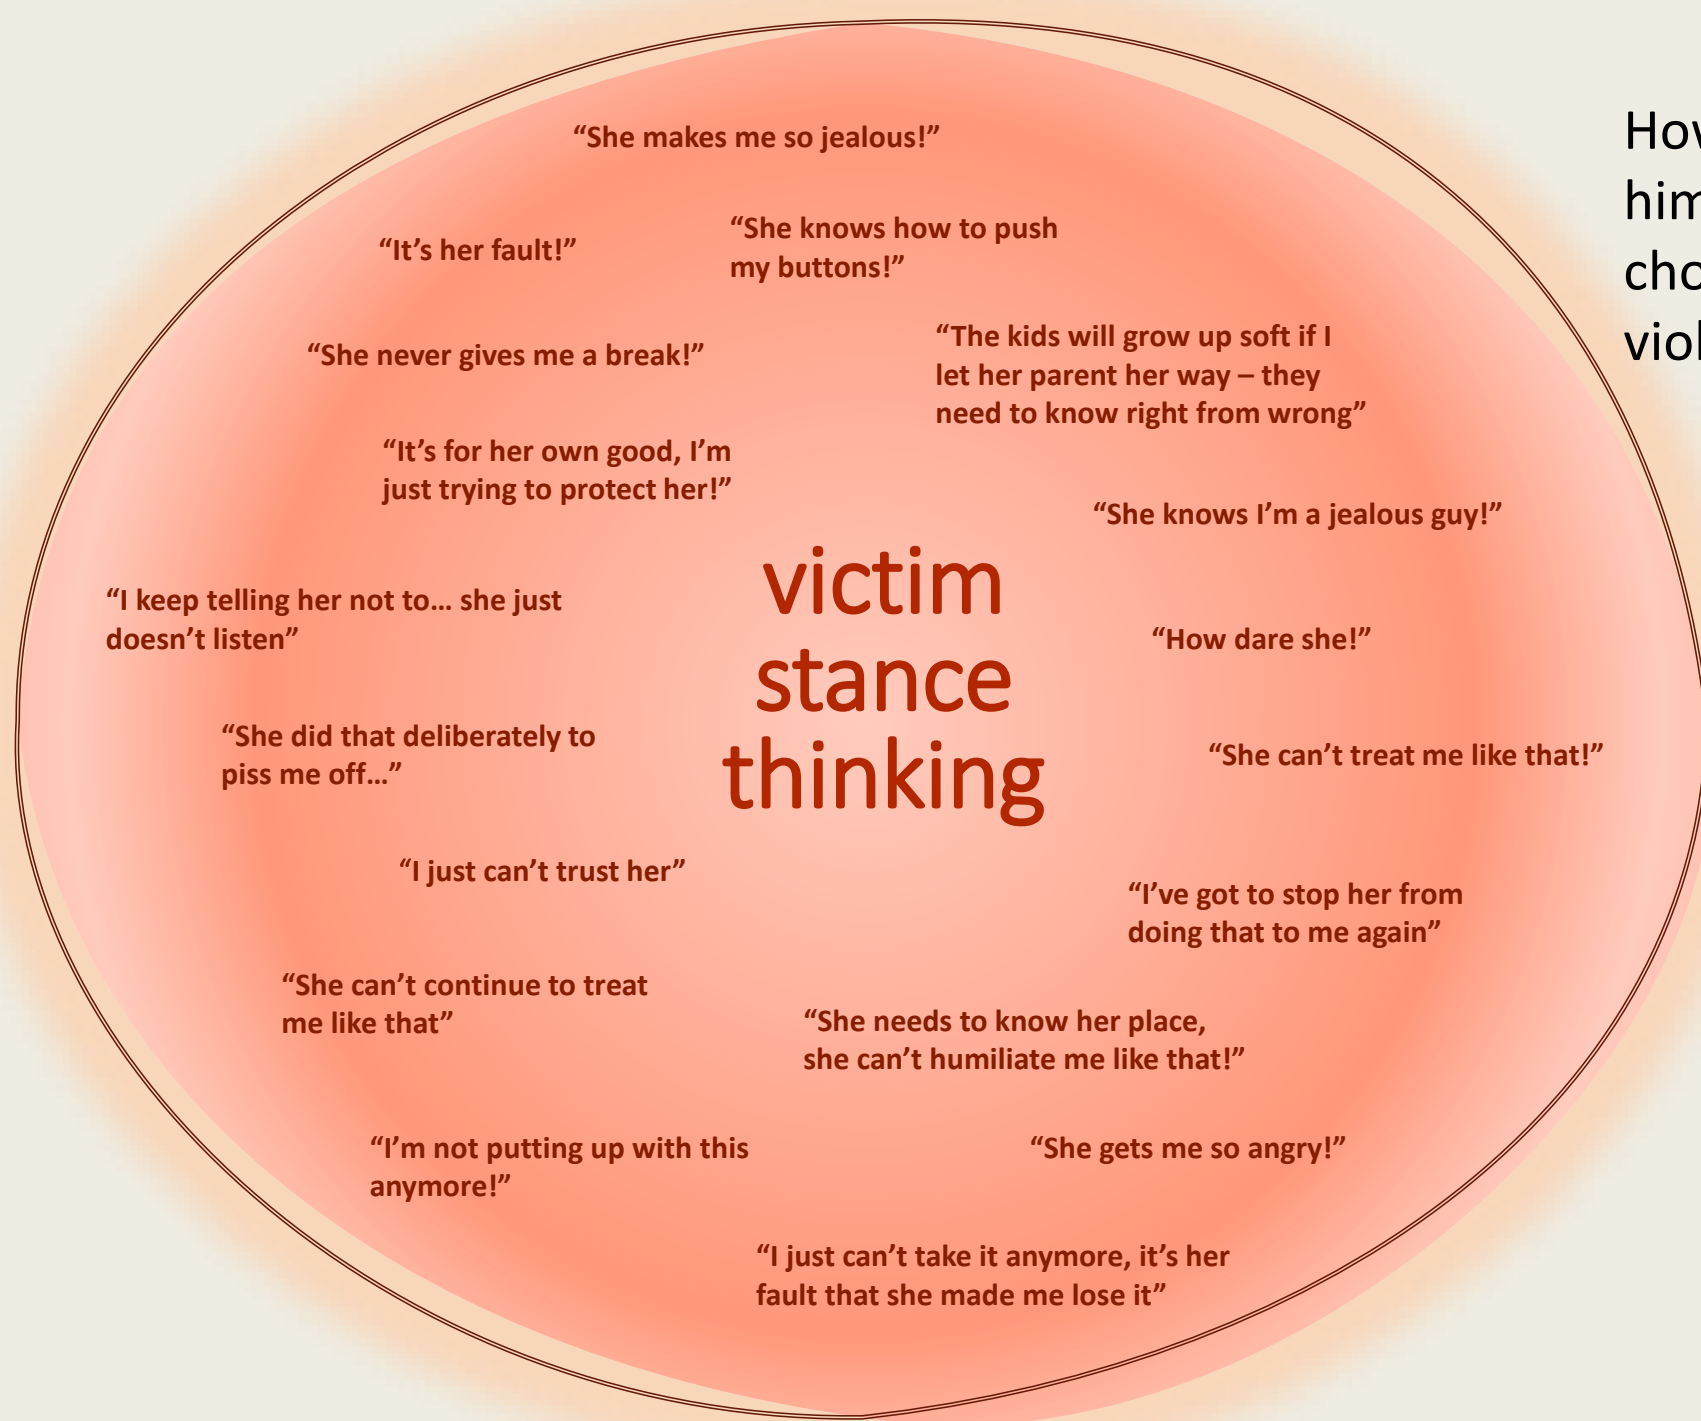 “She makes me so jealous!”
“She knows how to push
my buttons!”
“It’s her fault!”
“The kids will grow up soft if I
let her parent her way – they
need to know right from wrong”
“She never gives me a break!”
“It’s for her own good, I’m
just trying to protect her!”
“She knows I’m a jealous guy!”
victim
stance
thinking
“I keep telling her not to... she just
doesn’t listen”
“How dare she!”
“She did that deliberately to
piss me off...”
“She can’t treat me like that!”
“I just can’t trust her”
“I’ve got to stop her from
doing that to me again”
“She can’t continue to treat
me like that”
“She needs to know her place,
she can’t humiliate me like that!”
“I’m not putting up with this
anymore!”
“She gets me so angry!”
“I just can’t take it anymore, it’s her
fault that she made me lose it”